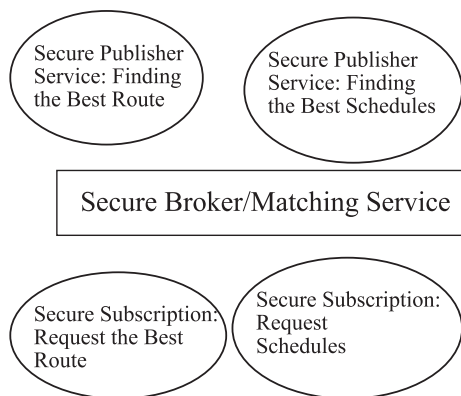 Secure Publisher
Service: Finding
the Best Route
Secure Publisher
Service: Finding
the Best Schedules
Secure Broker/Matching Service
Secure Subscription:
Request the Best
Route
Secure Subscription:
Request
Schedules